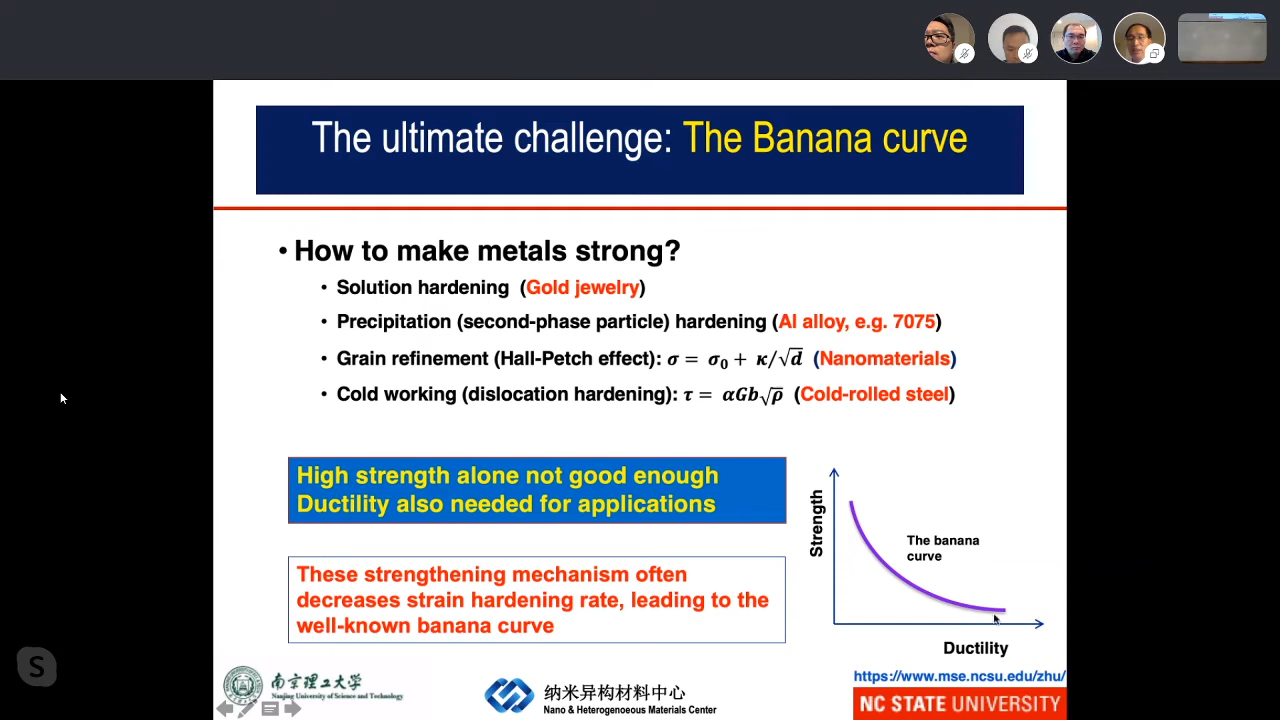 The ultimate challenge: The Banana curve
• How to make metals strong?
• Solution hardening (Gold jewelry)
• Precipitation (second-phase particle) hardening (Al alloy, e.g. 7075)
• Grain refinement (Hall-Petch effect): σ = σ₀ + κ/√d (Nanomaterials)
• Cold working (dislocation hardening): τ = αGb√ρ (Cold-rolled steel)
High strength alone not good enough
Ductility also needed for applications
These strengthening mechanism often
decreases strain hardening rate, leading to the
well-known banana curve
Strength
The banana
curve
Ductility
S
南京理工大学
Nanjing University of Science and Technology
纳米异构材料中心
Nano & Heterogenoeous Materials Center
https://www.mse.ncsu.edu/zhu/
NC STATE UNIVERSITY